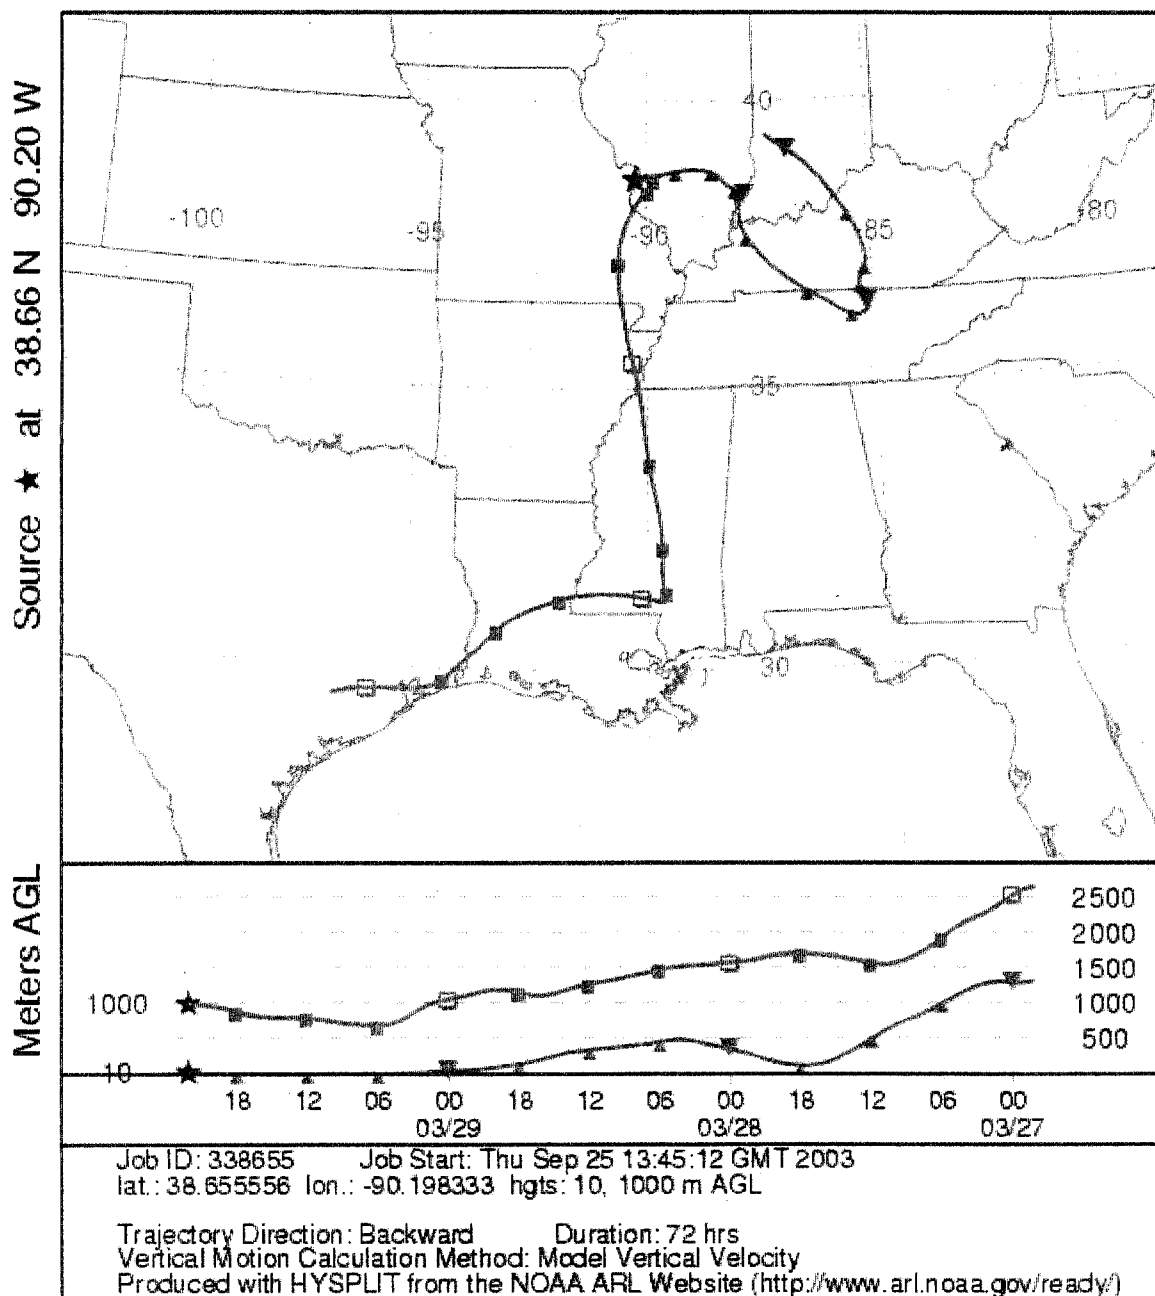 Source ★ at 38.66 N 90.20 W
40
-100
-95
-90
-85
-80
35
30
Meters AGL
2500
2000
1500
1000
1000
500
10
18 12 06 00 18 12 06 00 18 12 06 00
03/29 03/28 03/27
Job ID: 338655 Job Start: Thu Sep 25 13:45:12 GMT 2003
lat.: 38.655556 lon.: -90.198333 hgts: 10, 1000 m AGL
Trajectory Direction: Backward Duration: 72 hrs
Vertical Motion Calculation Method: Model Vertical Velocity
Produced with HYSPLIT from the NOAA ARL Website (http://www.arl.noaa.gov/ready/)